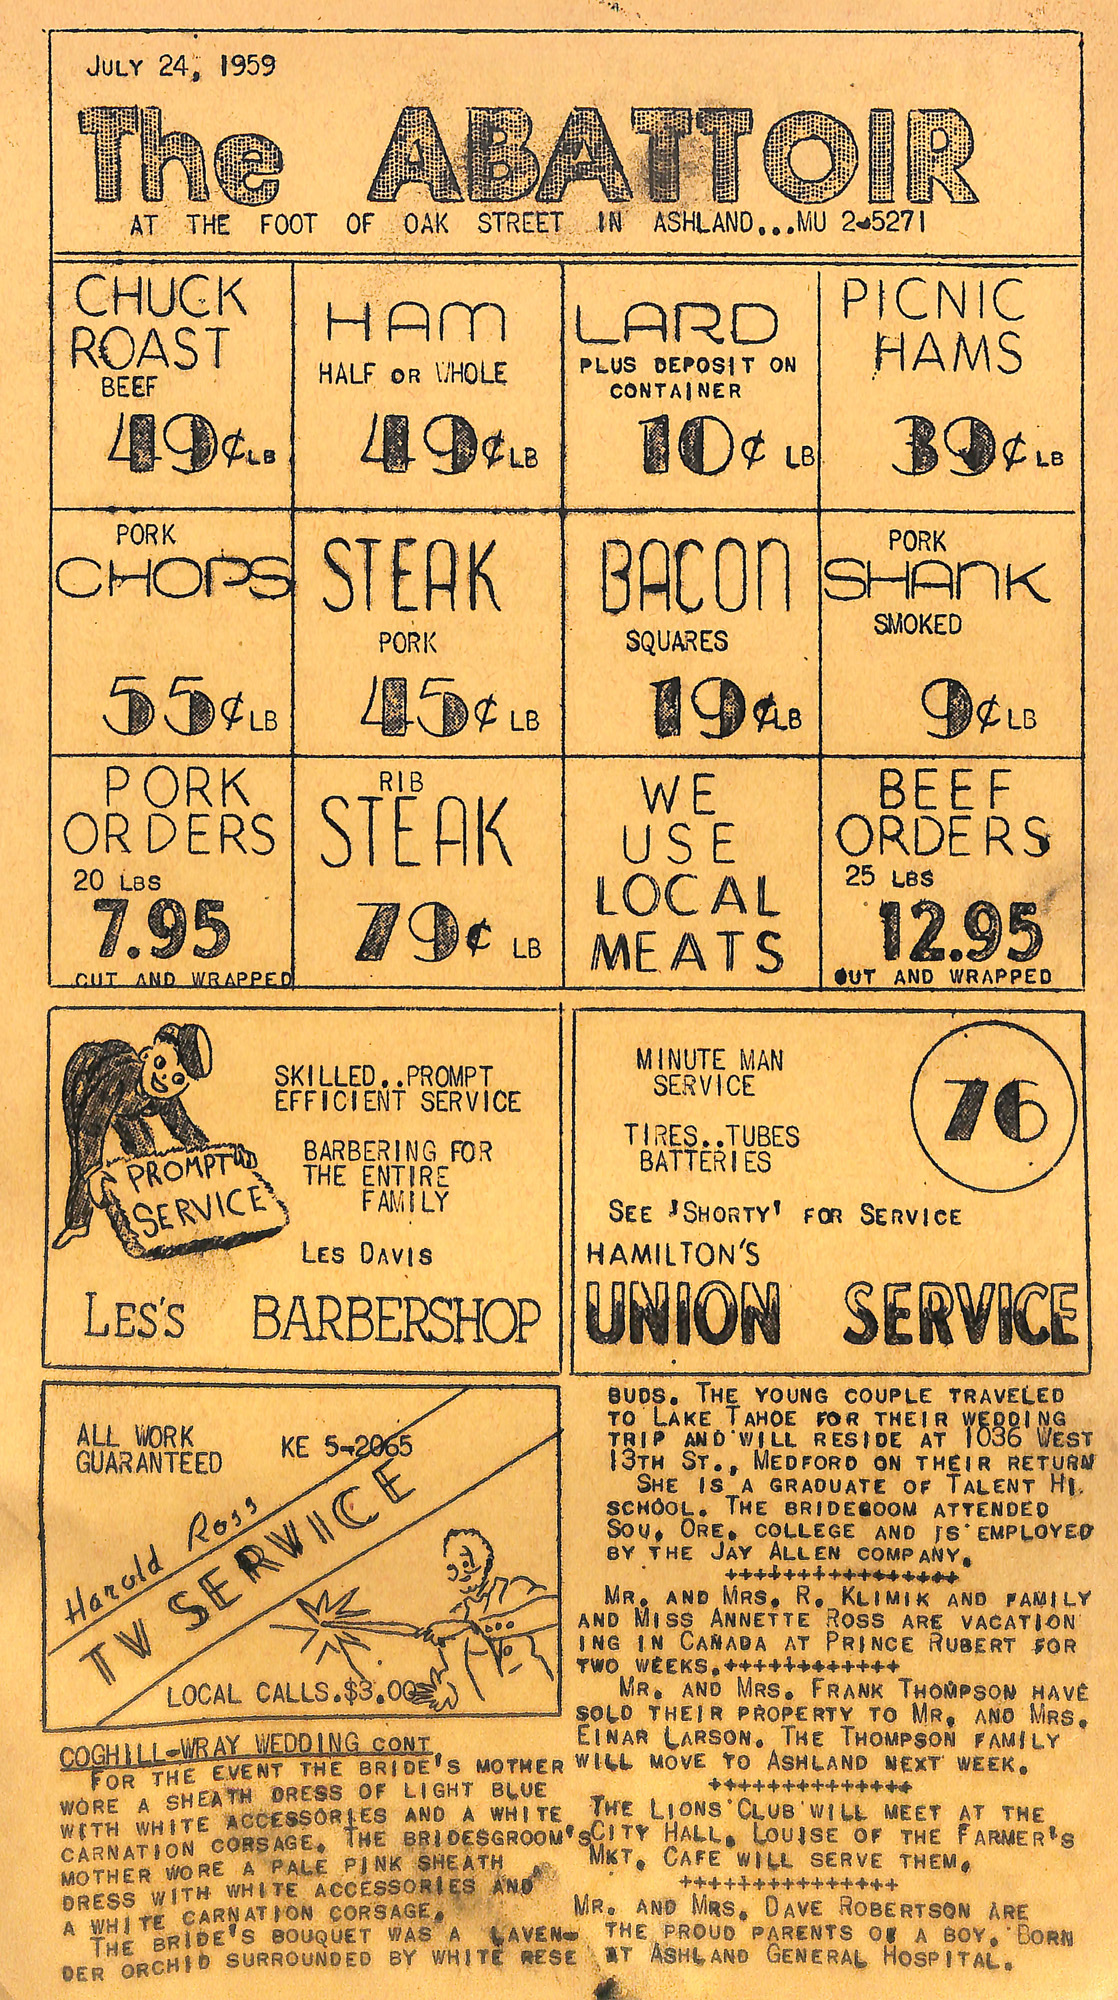 JULY 24, 1959
The ABATTOIR
AT THE FOOT OF OAK STREET IN ASHLAND...MU 2-5271
CHUCK
ROAST
BEEF
49¢ LB
HAM
HALF OR WHOLE
49¢ LB
LARD
PLUS DEPOSIT ON
CONTAINER
10¢ LB
PICNIC
HAMS
39¢ LB
PORK
CHOPS
55¢ LB
STEAK
PORK
45¢ LB
BACON
SQUARES
19¢ LB
PORK
SHANK
SMOKED
9¢ LB
PORK
ORDERS
20 LBS
7.95
CUT AND WRAPPED
RIB
STEAK
79¢ LB
WE
USE
LOCAL
MEATS
BEEF
ORDERS
25 LBS
12.95
CUT AND WRAPPED
PROMPT
SERVICE
SKILLED..PROMPT
EFFICIENT SERVICE
BARBERING FOR
THE ENTIRE
FAMILY
LES DAVIS
LES'S BARBERSHOP
MINUTE MAN
SERVICE
76
TIRES..TUBES
BATTERIES
SEE 'SHORTY' FOR SERVICE
HAMILTON'S
UNION SERVICE
ALL WORK
GUARANTEED
KE 5-2065
Harold Ross
TV SERVICE
LOCAL CALLS.$3.00
COGHILL-WRAY WEDDING CONT
FOR THE EVENT THE BRIDE'S MOTHER
WORE A SHEATH DRESS OF LIGHT BLUE
WITH WHITE ACCESSORIES AND A WHITE
CARNATION CORSAGE. THE BRIDESGROOM'S
MOTHER WORE A PALE PINK SHEATH
DRESS WITH WHITE ACCESSORIES AND
A WHITE CARNATION CORSAGE.
THE BRIDE'S BOUQUET WAS A LAVEN-
DER ORCHID SURROUNDED BY WHITE RESE
BUDS. THE YOUNG COUPLE TRAVELED
TO LAKE TAHOE FOR THEIR WEDDING
TRIP AND WILL RESIDE AT 1036 WEST
13TH ST., MEDFORD ON THEIR RETURN
SHE IS A GRADUATE OF TALENT HI.
SCHOOL. THE BRIDEGOOM ATTENDED
SOU. ORE. COLLEGE AND IS EMPLOYED
BY THE JAY ALLEN COMPANY.
+++++++++++++++++
MR. AND MRS. R. KLIMIK AND FAMILY
AND MISS ANNETTE ROSS ARE VACATION
ING IN CANADA AT PRINCE RUBERT FOR
TWO WEEKS.+++++++++++++
MR. AND MRS. FRANK THOMPSON HAVE
SOLD THEIR PROPERTY TO MR. AND MRS.
EINAR LARSON. THE THOMPSON FAMILY
WILL MOVE TO ASHLAND NEXT WEEK.
++++++++++++++
THE LIONS CLUB WILL MEET AT THE
CITY HALL. LOUISE OF THE FARMER'S
MKT. CAFE WILL SERVE THEM.
+++++++++++++++
MR. AND MRS. DAVE ROBERTSON ARE
THE PROUD PARENTS OF A BOY. BORN
AT ASHLAND GENERAL HOSPITAL.